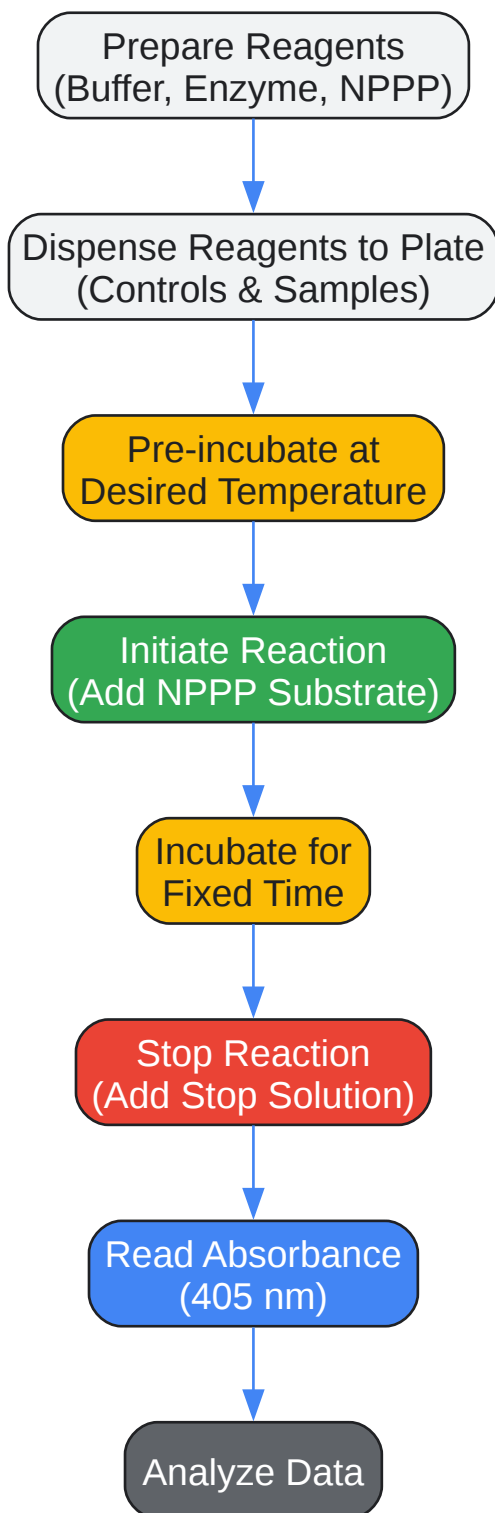 Prepare Reagents
(Buffer, Enzyme, NPPP)
Dispense Reagents to Plate
(Controls & Samples)
Pre-incubate at
Desired Temperature
Initiate Reaction
(Add NPPP Substrate)
Incubate for
Fixed Time
Stop Reaction
(Add Stop Solution)
Read Absorbance
(405 nm)
Analyze Data